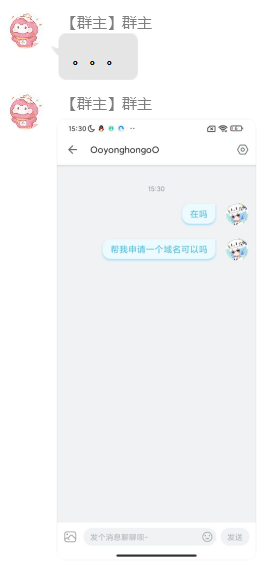 【群主】群主
。。。
【群主】群主
15:30
OoyonghongoO
15:30
在吗
帮我申请一个域名可以吗
发个消息聊聊呗~
发送